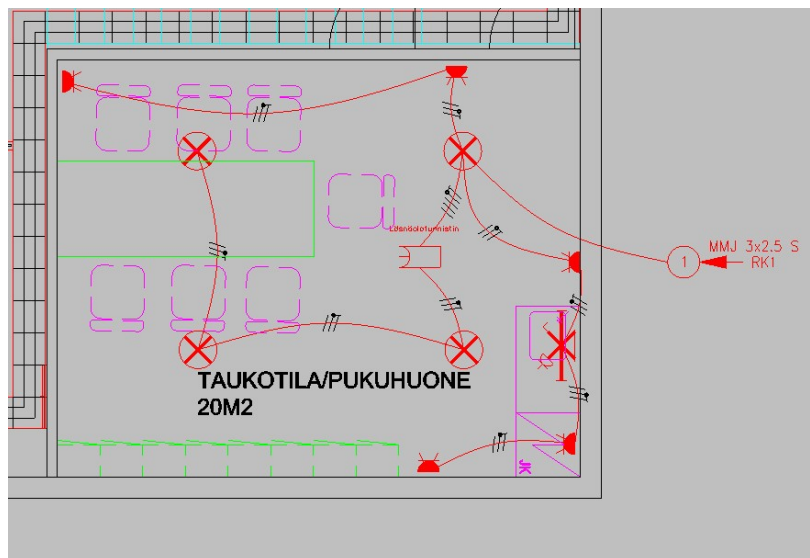 Läsnäolotunnistin
1
MMJ 3x2.5 S
RK1
TAUKOTILA/PUKUHUONE
20M2
JK